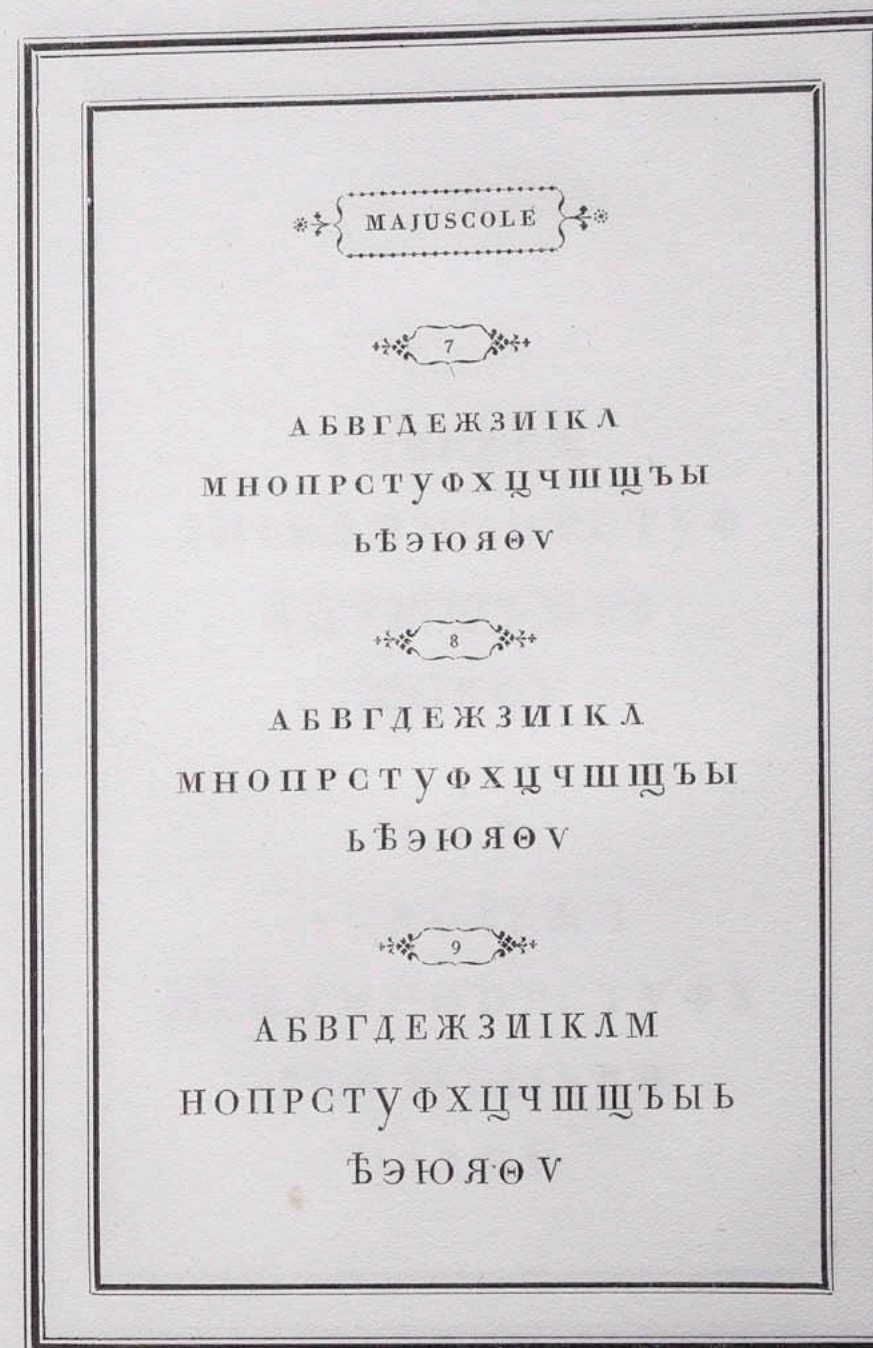 MAJUSCOLE
7
АБВГДЕЖЗИІКЛ
МНОПРСТУФХЦЧШЩЪЫ
ЬѢЭЮЯѲѴ
8
АБВГДЕЖЗИІКЛ
МНОПРСТУФХЦЧШЩЪЫ
ЬѢЭЮЯѲѴ
9
АБВГДЕЖЗИІКЛМ
НОПРСТУФХЦЧШЩЪЫЬ
ѢЭЮЯѲѴ